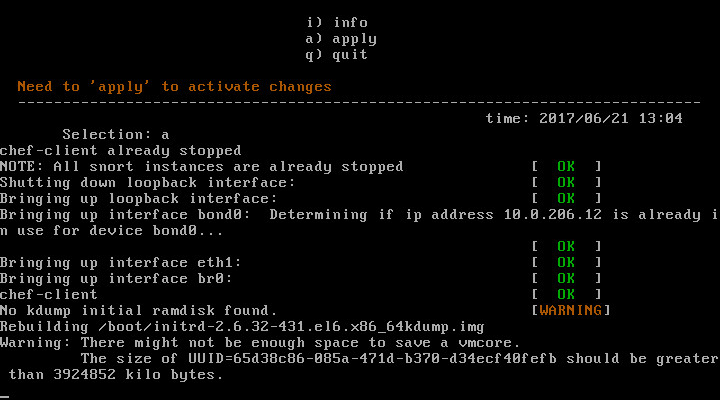 i) info
a) apply
q) quit
Need to 'apply' to activate changes
----------------------------------------------------------------------------
time: 2017/06/21 13:04
Selection: a
chef-client already stopped
NOTE: All snort instances are already stopped [ OK ]
Shutting down loopback interface: [ OK ]
Bringing up loopback interface: [ OK ]
Bringing up interface bond0: Determining if ip address 10.0.206.12 is already i
n use for device bond0...
[ OK ]
Bringing up interface eth1: [ OK ]
Bringing up interface br0: [ OK ]
chef-client [ OK ]
No kdump initial ramdisk found. [WARNING]
Rebuilding /boot/initrd-2.6.32-431.el6.x86_64kdump.img
Warning: There might not be enough space to save a vmcore.
The size of UUID=65d38c86-085a-471d-b370-d34ecf40fefb should be greater
than 3924852 kilo bytes.